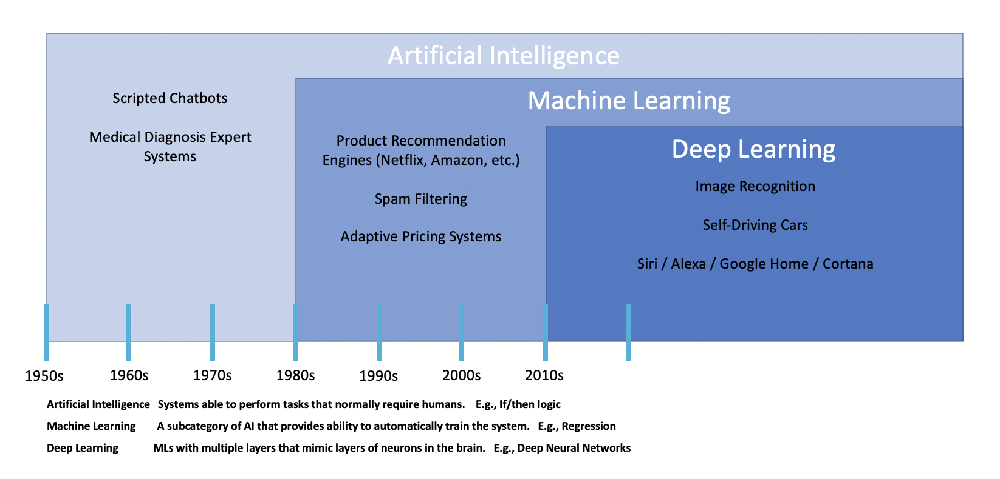 Artificial Intelligence
Machine Learning
Deep Learning
Scripted Chatbots
Medical Diagnosis Expert
Systems
Product Recommendation
Engines (Netflix, Amazon, etc.)
Spam Filtering
Adaptive Pricing Systems
Image Recognition
Self-Driving Cars
Siri / Alexa / Google Home / Cortana
1950s 1960s 1970s 1980s 1990s 2000s 2010s
Artificial Intelligence Systems able to perform tasks that normally require humans. E.g., If/then logic
Machine Learning A subcategory of AI that provides ability to automatically train the system. E.g., Regression
Deep Learning MLs with multiple layers that mimic layers of neurons in the brain. E.g., Deep Neural Networks